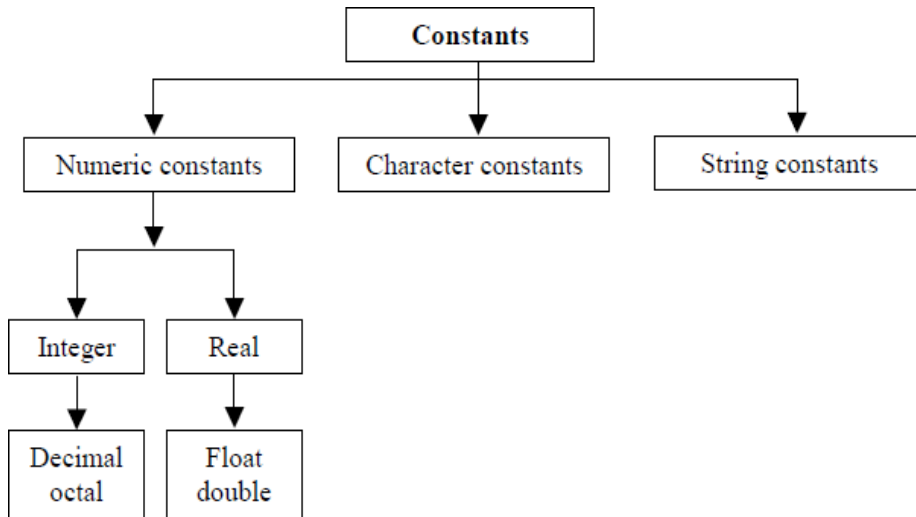 Constants
Numeric constants
Character constants
String constants
Integer
Real
Decimal
octal
Float
double